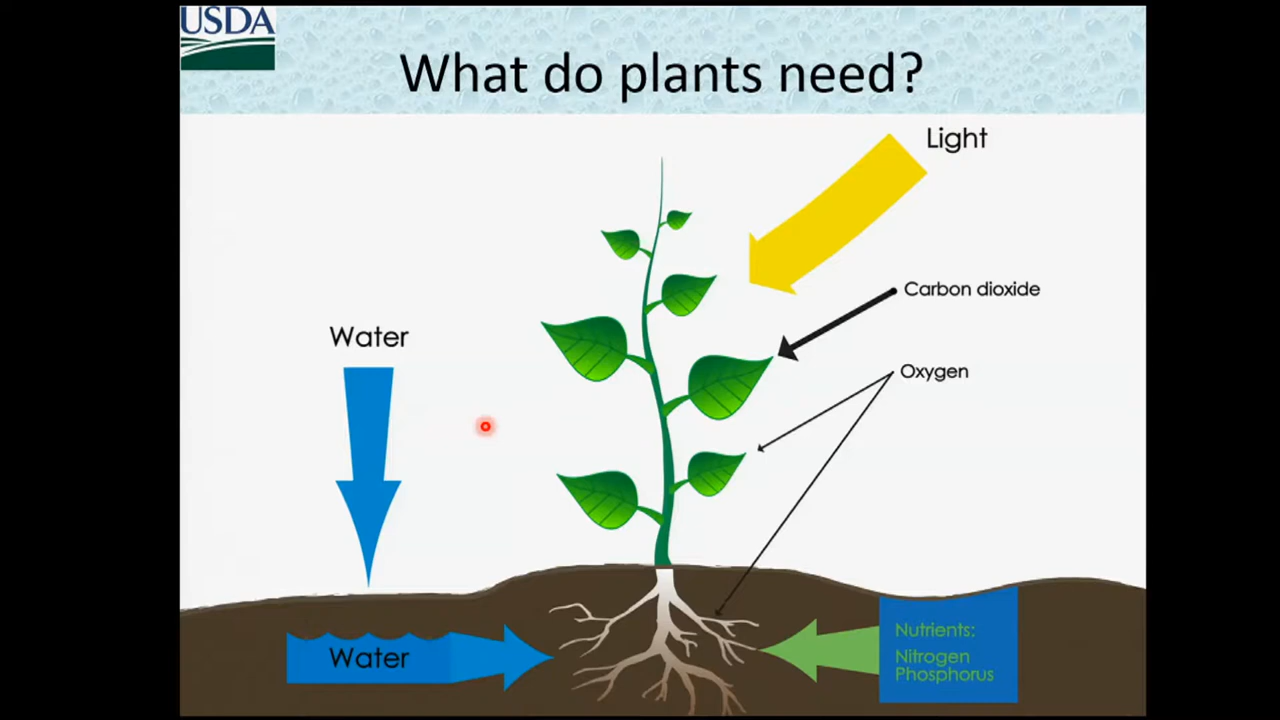 USDA
What do plants need?
Light
Carbon dioxide
Water
Oxygen
Water
Nutrients:
Nitrogen
Phosphorus